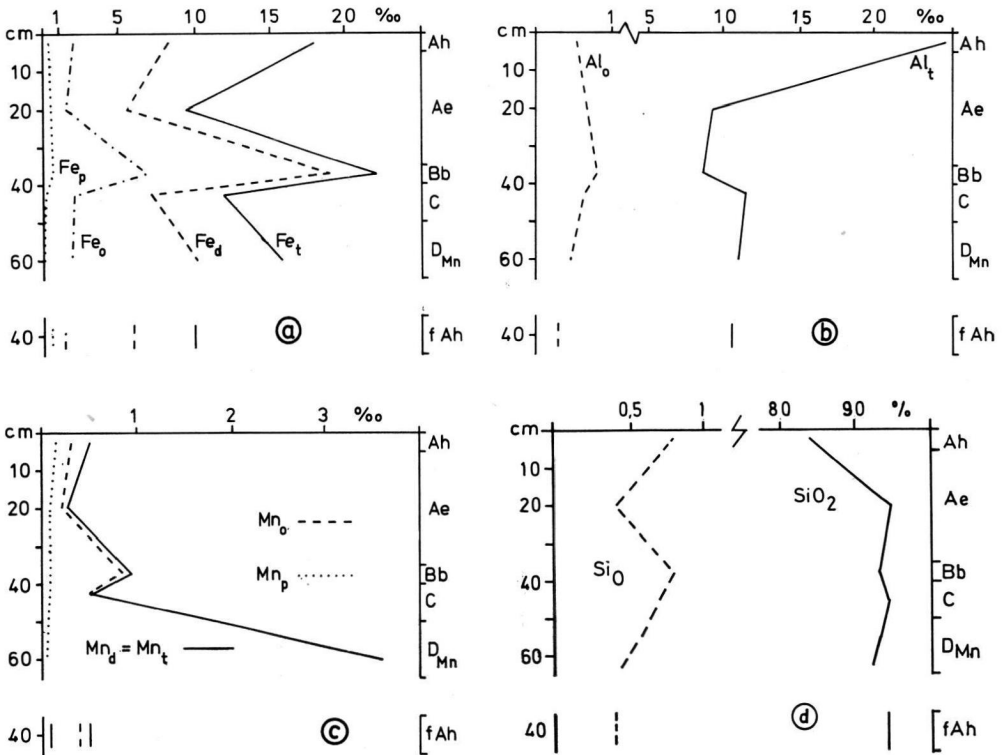 1 5 10 15 20 ‰
cm
10
20
40
60
Ah
Ae
Bb
C
D Mn
Fe p
Fe o
Fe d
Fe t
40
a
f Ah
1 5 10 15 20 ‰
cm
10
20
40
60
Al o
Al t
Ah
Ae
Bb
C
D Mn
40
b
f Ah
1 2 3 ‰
cm
10
20
40
60
Ah
Ae
Bb
C
D Mn
Mn o
Mn p
Mn d = Mn t
40
c
f Ah
0,5 1 80 90 %
cm
10
20
40
60
SiO
SiO2
Ah
Ae
Bb
C
D Mn
40
d
fAh